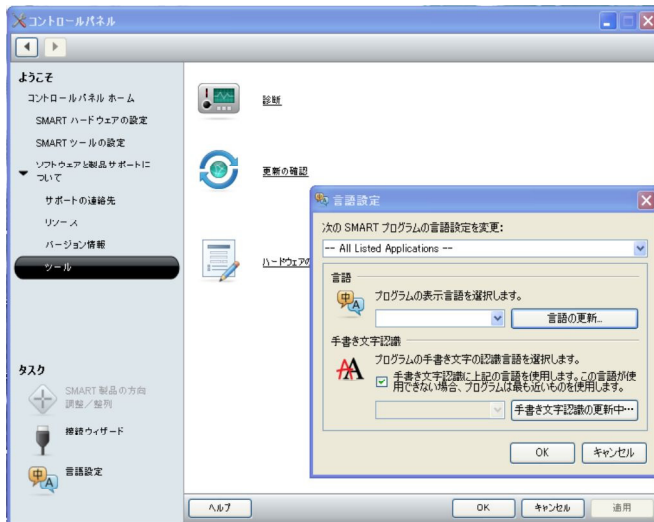 コントロールパネル
ようこそ
コントロールパネル ホーム
SMART ハードウェアの設定
SMART ツールの設定
ソフトウェアと製品サポートに
ついて
サポートの連絡先
リソース
バージョン情報
ツール
タスク
SMART 製品の方向
調整／整列
接続ウィザード
言語設定
診断
更新の確認
ハードウェアの
言語設定
次の SMART プログラムの言語設定を変更:
-- All Listed Applications --
言語
プログラムの表示言語を選択します。
言語の更新...
手書き文字認識
プログラムの手書き文字の認識言語を選択します。
手書き文字認識に上記の言語を使用します。この言語が使
用できない場合、プログラムは最も近いものを使用します。
手書き文字認識の更新中...
OK
キャンセル
ヘルプ
OK
キャンセル
適用